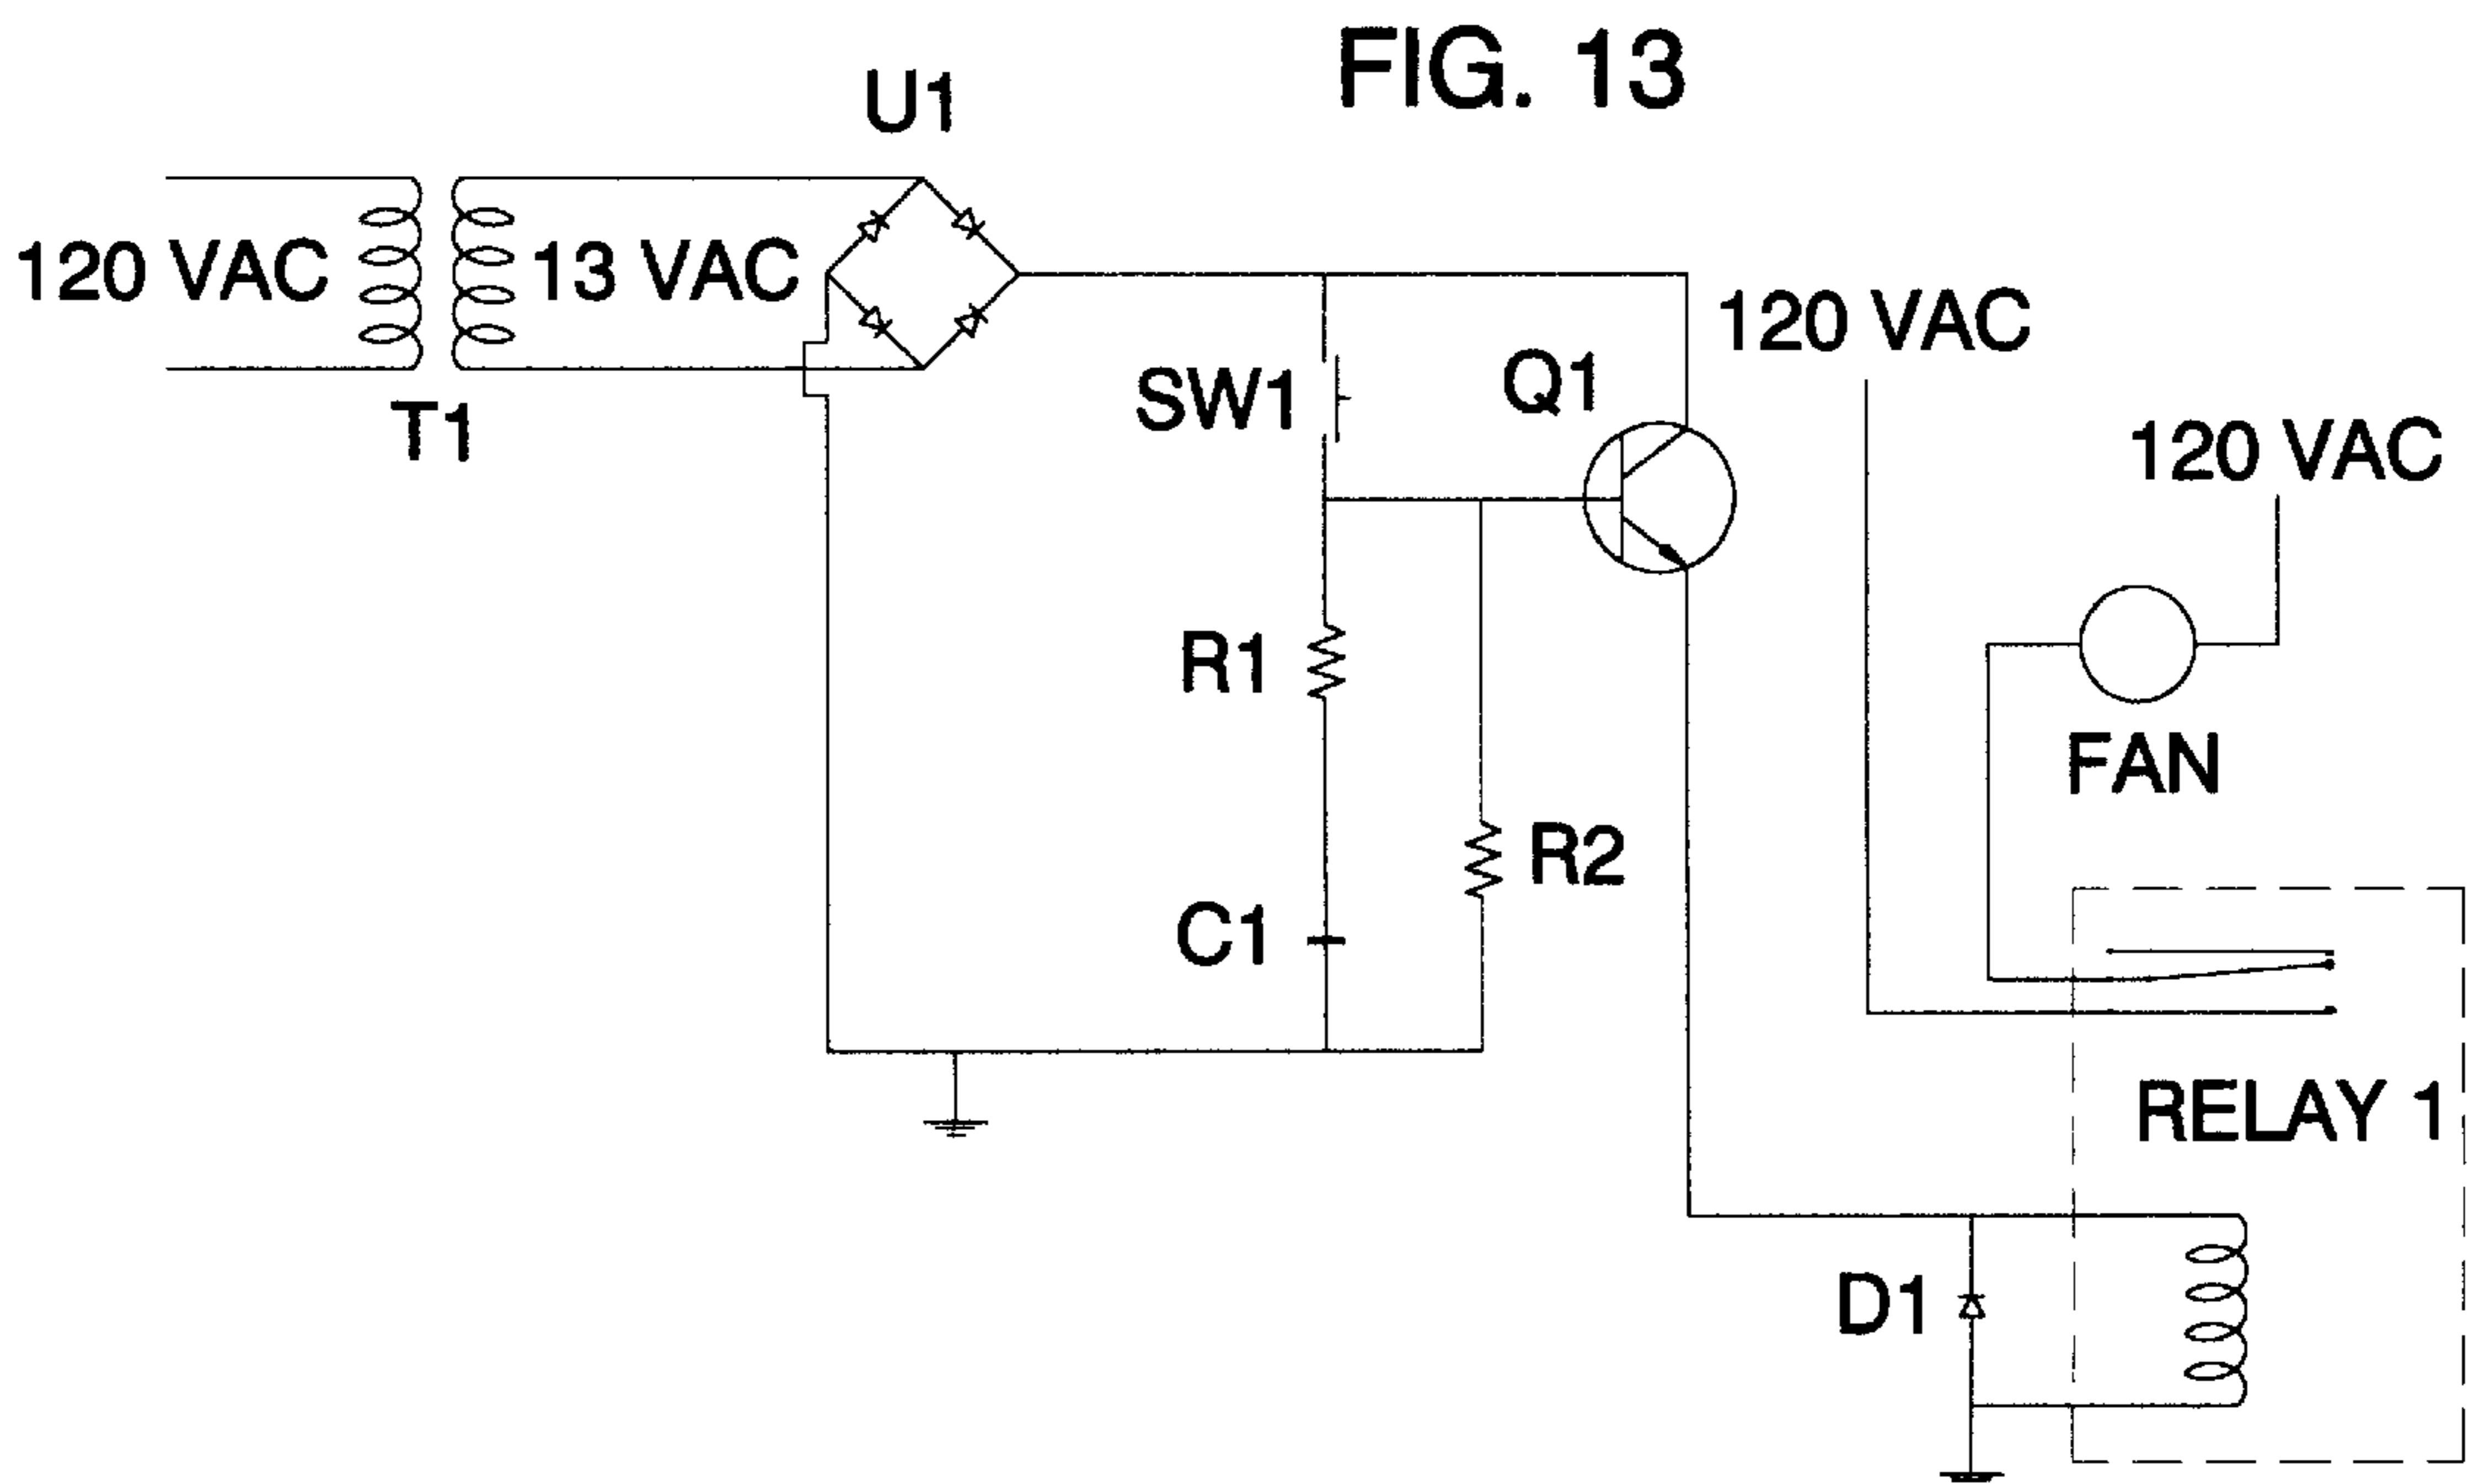 FIG. 13
U1
120 VAC
13 VAC
T1
SW1
Q1
120 VAC
120 VAC
R1
FAN
R2
C1
RELAY 1
D1